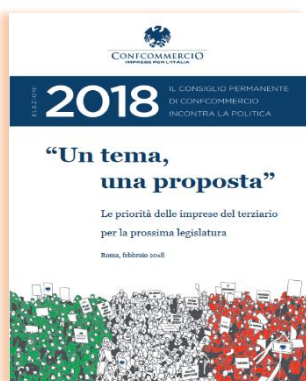 CONFCOMMERCIO
IMPRESE PER L'ITALIA
ELEZIONI
2018
IL CONSIGLIO PERMANENTE
DI CONFCOMMERCIO
INCONTRA LA POLITICA
“Un tema,
una proposta”
Le priorità delle imprese del terziario
per la prossima legislatura
Roma, febbraio 2018